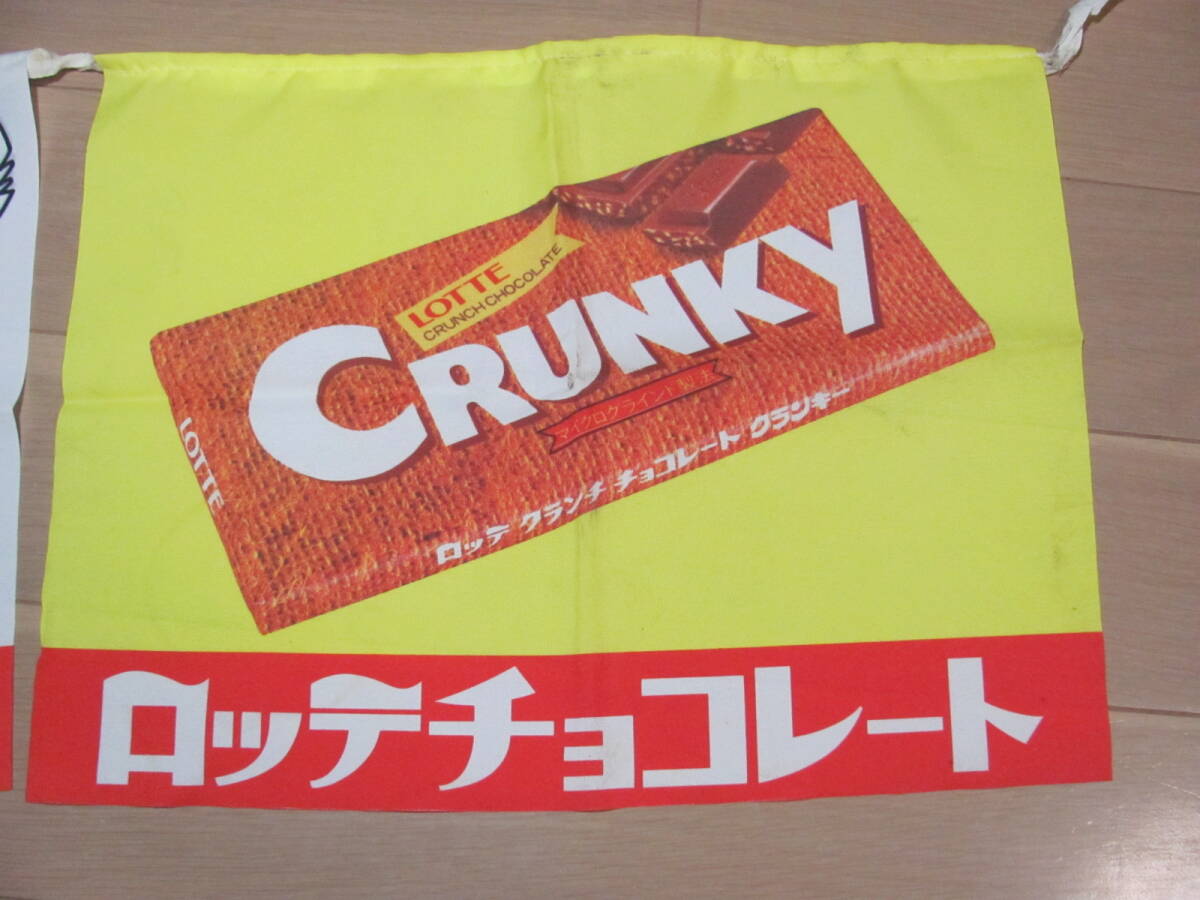 LOTTE
CRUNCH CHOCOLATE
CRUNKY
マイクログラインド製法
LOTTE
ロッテ クランチ チョコレート クランキー
ロッテチョコレート